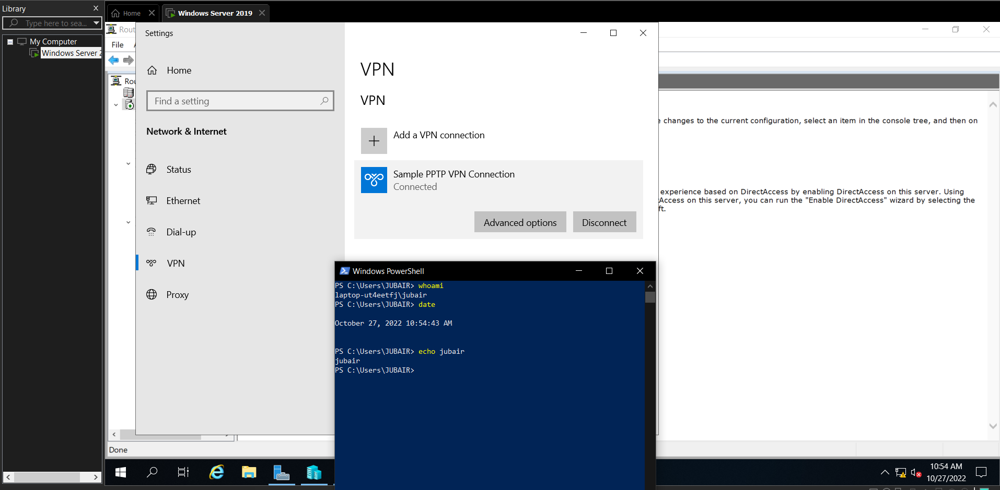 Library
Type here to sea...
My Computer
Windows Server 2
Home
Windows Server 2019
Rout
File
Rou
Settings
Home
Find a setting
Network & Internet
Status
Ethernet
Dial-up
VPN
Proxy
VPN
VPN
Add a VPN connection
Sample PPTP VPN Connection
Connected
Advanced options
Disconnect
e changes to the current configuration, select an item in the console tree, and then on
experience based on DirectAccess by enabling DirectAccess on this server. Using
tAccess on this server, you can run the "Enable DirectAccess" wizard by selecting the
ft.
Windows PowerShell
PS C:\Users\JUBAIR> whoami
laptop-ut4eetfj\jubair
PS C:\Users\JUBAIR> date
October 27, 2022 10:54:43 AM
PS C:\Users\JUBAIR> echo jubair
jubair
PS C:\Users\JUBAIR>
Done
10:54 AM
10/27/2022